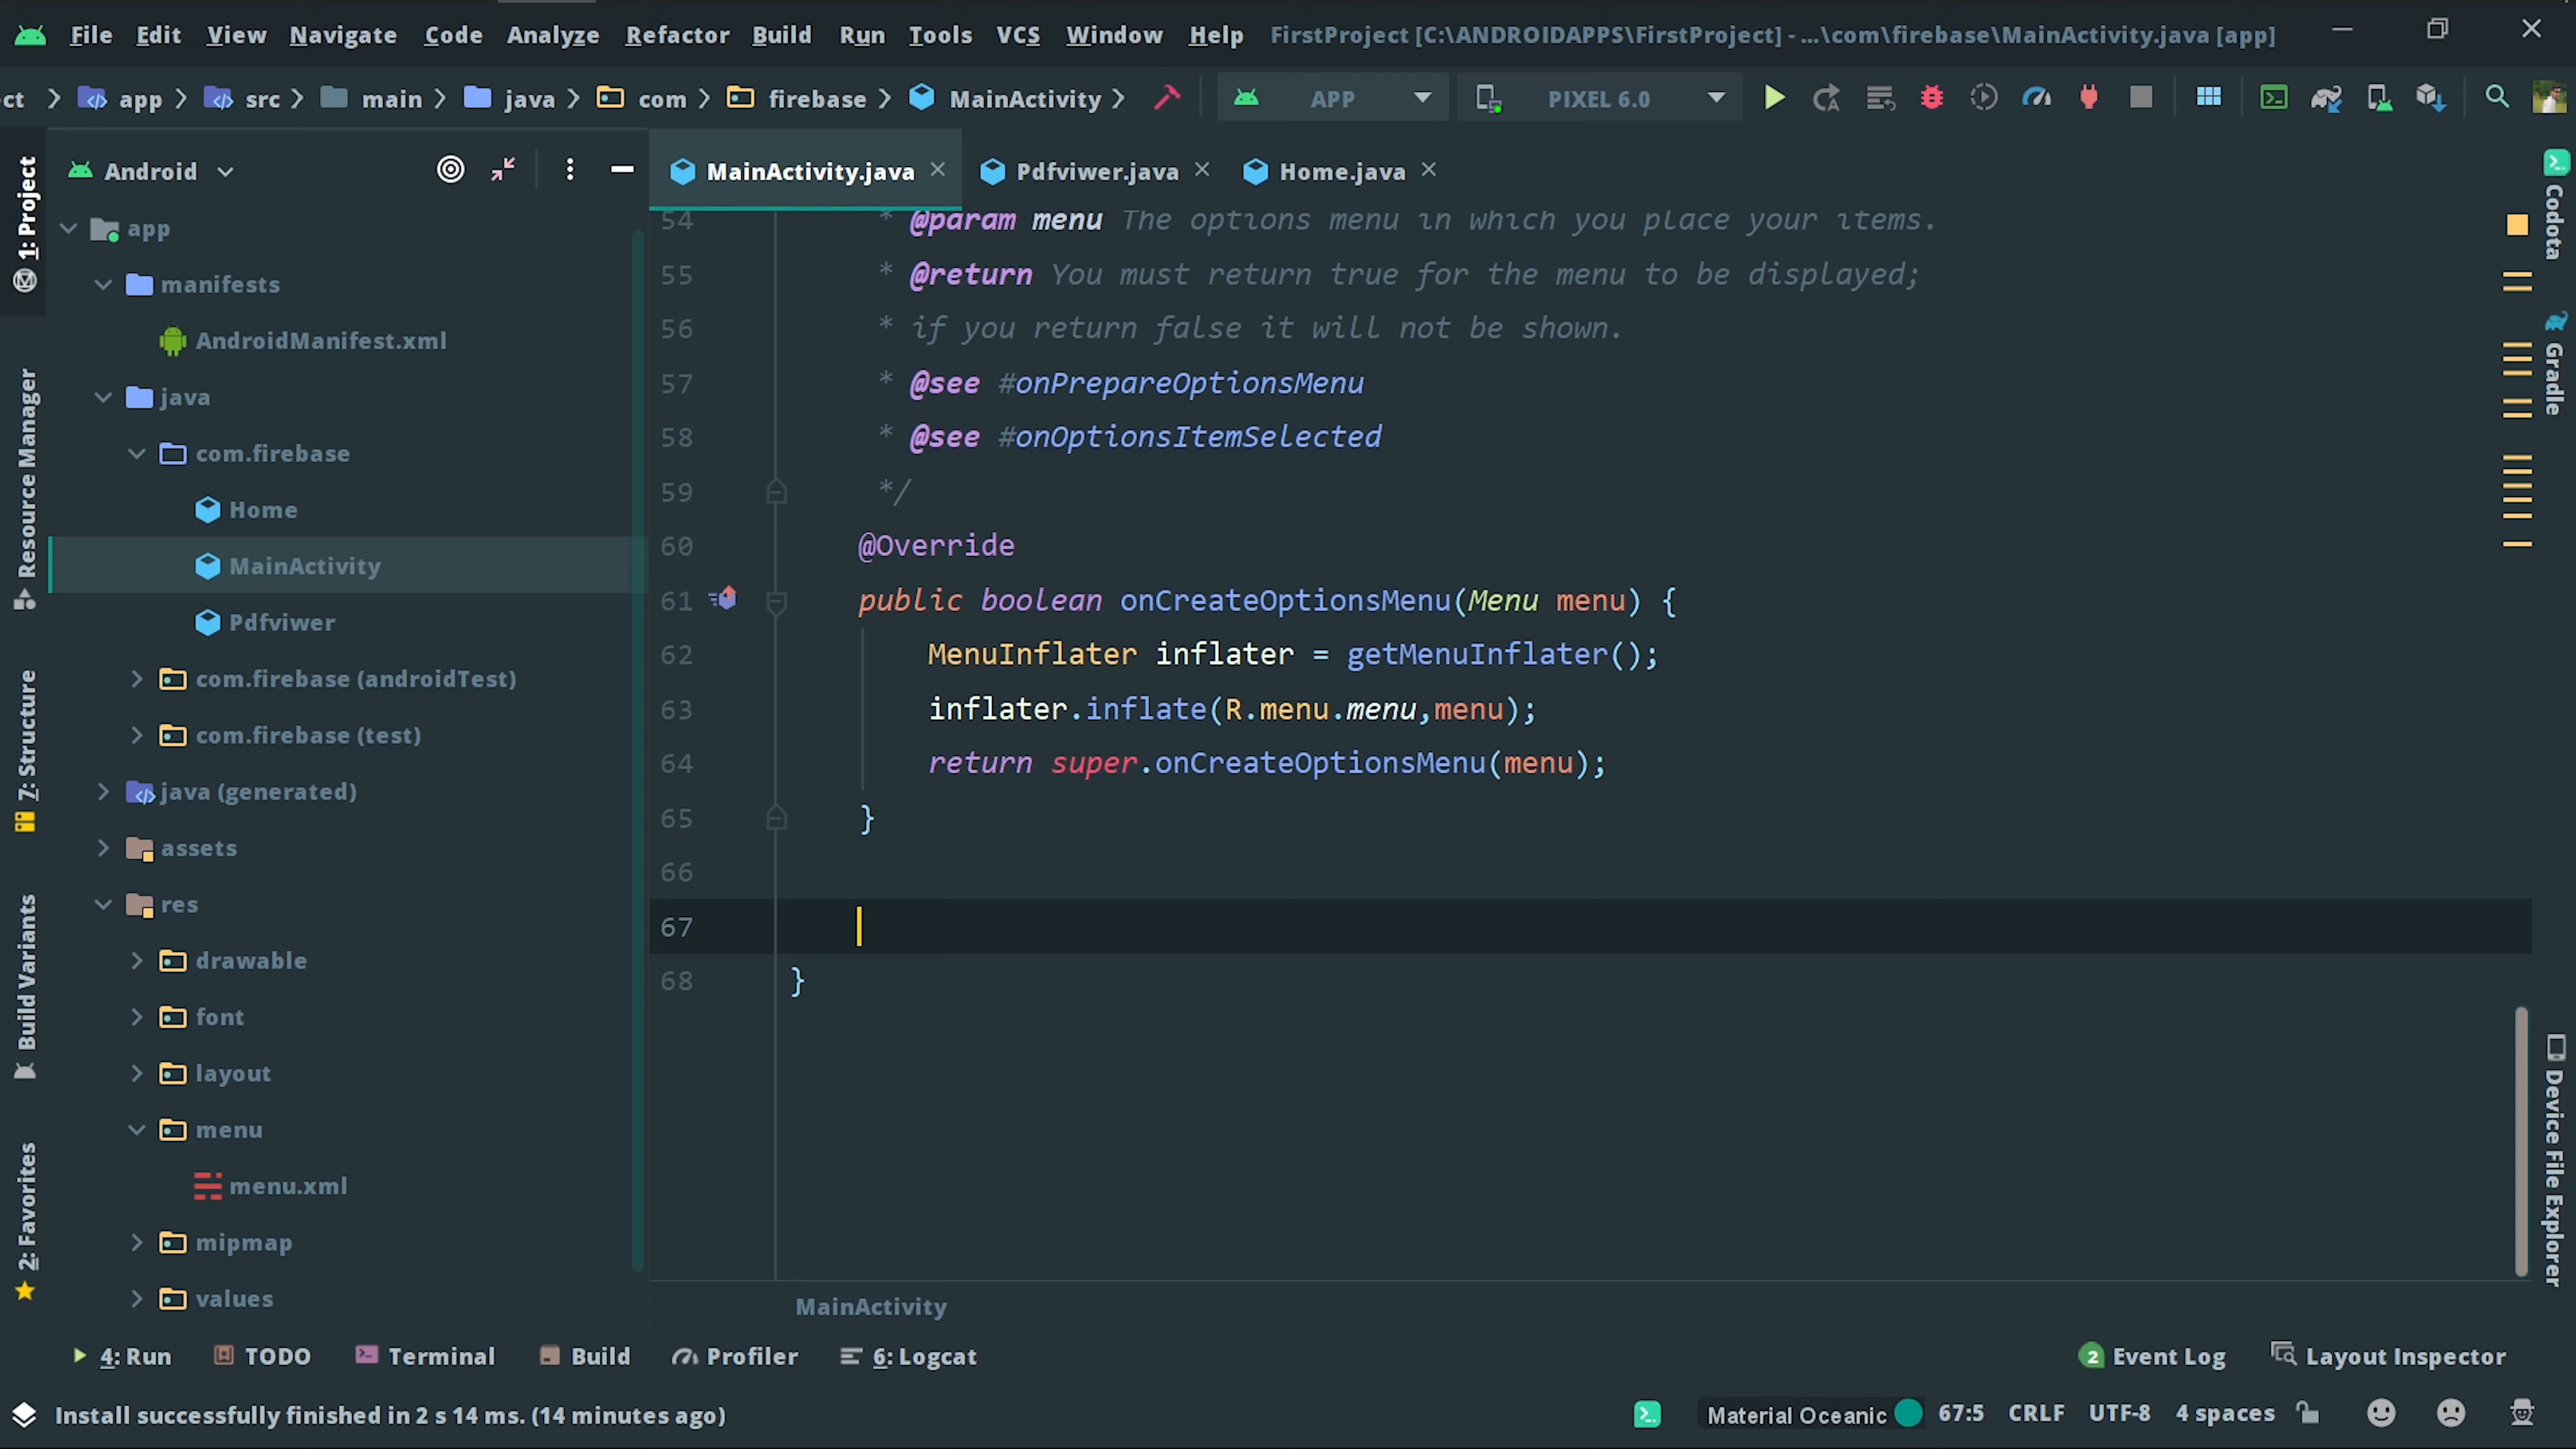 File Edit View Navigate Code Analyze Refactor Build Run Tools VCS Window Help FirstProject [C:\ANDROIDAPPS\FirstProject] - ...\com\firebase\MainActivity.java [app]
ct app src main java com firebase MainActivity APP PIXEL 6.0
1: Project
Resource Manager
7: Structure
Build Variants
2: Favorites
Android
app
manifests
AndroidManifest.xml
java
com.firebase
Home
MainActivity
Pdfviwer
com.firebase (androidTest)
com.firebase (test)
java (generated)
assets
res
drawable
font
layout
menu
menu.xml
mipmap
values
MainActivity.java Pdfviwer.java Home.java
54 * @param menu The options menu in which you place your items.
55 * @return You must return true for the menu to be displayed;
56 * if you return false it will not be shown.
57 * @see #onPrepareOptionsMenu
58 * @see #onOptionsItemSelected
59 */
60 @Override
61 public boolean onCreateOptionsMenu(Menu menu) {
62 MenuInflater inflater = getMenuInflater();
63 inflater.inflate(R.menu.menu,menu);
64 return super.onCreateOptionsMenu(menu);
65 }
66
67
68 }
MainActivity
Codota
Gradle
Device File Explorer
4: Run TODO Terminal Build Profiler 6: Logcat 2 Event Log Layout Inspector
Install successfully finished in 2 s 14 ms. (14 minutes ago) Material Oceanic 67:5 CRLF UTF-8 4 spaces